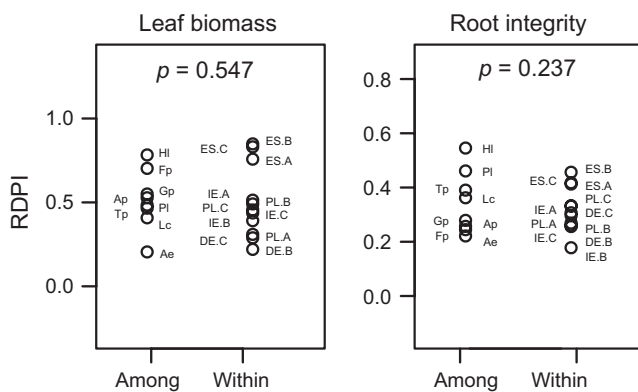 Leaf biomass
p = 0.547
RDPI
1.0
0.5
0.0
Hl
Fp
Gp
Ap
Pl
Tp
Lc
Ae
ES.B
ES.C
ES.A
IE.A
PL.B
PL.C
IE.C
IE.B
PL.A
DE.C
DE.B
Among Within
Root integrity
p = 0.237
0.8
0.6
0.4
0.2
0.0
Hl
Pl
Tp
Lc
Gp
Ap
Fp
Ae
ES.B
ES.C
ES.A
PL.C
IE.A
DE.C
PL.A
PL.B
IE.C
DE.B
IE.B
Among Within